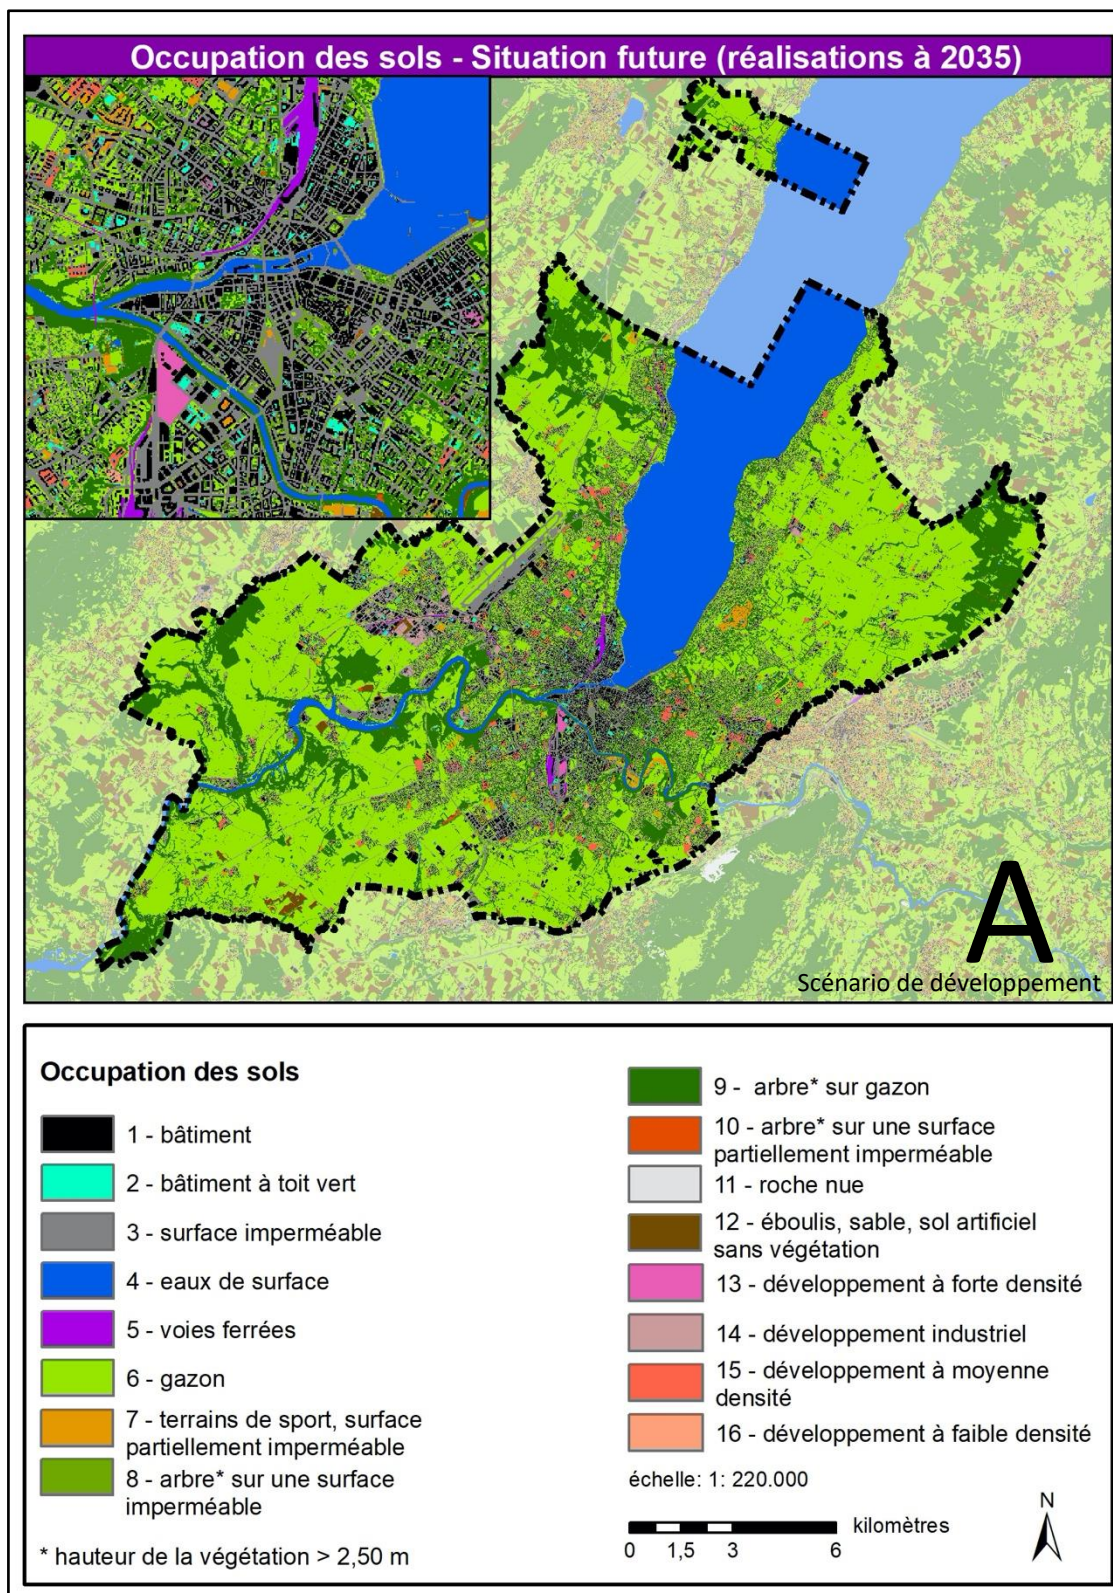 Occupation des sols - Situation future (réalisations à 2035)
A
Scénario de développement
Occupation des sols
1 - bâtiment
2 - bâtiment à toit vert
3 - surface imperméable
4 - eaux de surface
5 - voies ferrées
6 - gazon
7 - terrains de sport, surface
partiellement imperméable
8 - arbre* sur une surface
imperméable
* hauteur de la végétation > 2,50 m
9 - arbre* sur gazon
10 - arbre* sur une surface
partiellement imperméable
11 - roche nue
12 - éboulis, sable, sol artificiel
sans végétation
13 - développement à forte densité
14 - développement industriel
15 - développement à moyenne
densité
16 - développement à faible densité
échelle: 1: 220.000
kilomètres
0 1,5 3 6
N